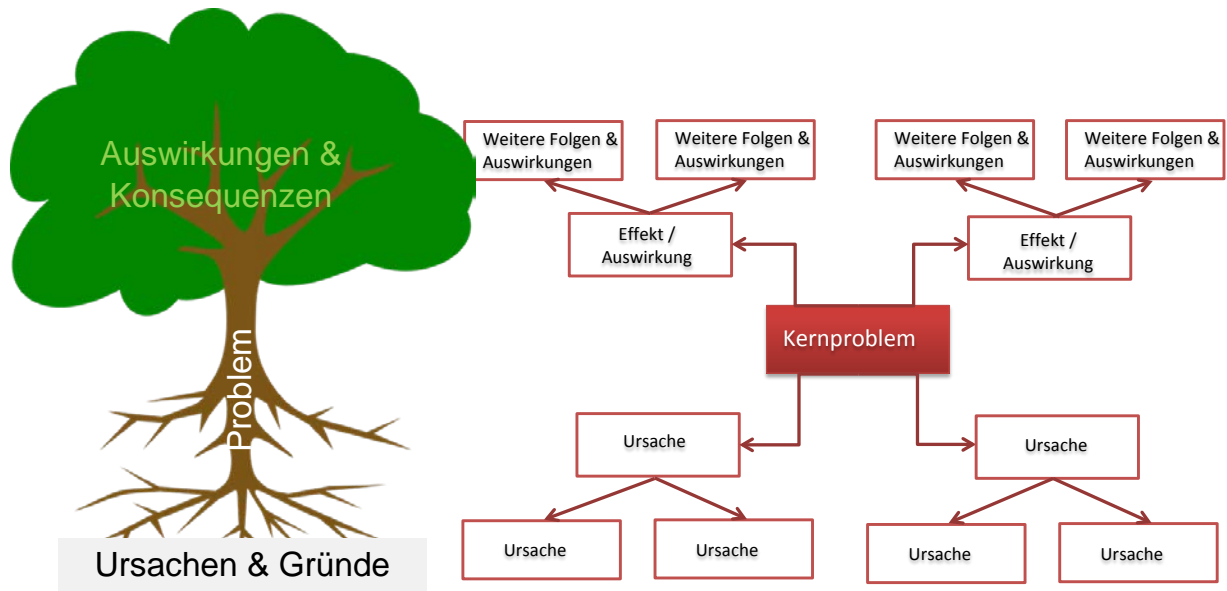 Auswirkungen &
Konsequenzen
Problem
Ursachen & Gründe
Weitere Folgen &
Auswirkungen
Weitere Folgen &
Auswirkungen
Weitere Folgen &
Auswirkungen
Weitere Folgen &
Auswirkungen
Effekt /
Auswirkung
Effekt /
Auswirkung
Kernproblem
Ursache
Ursache
Ursache
Ursache
Ursache
Ursache